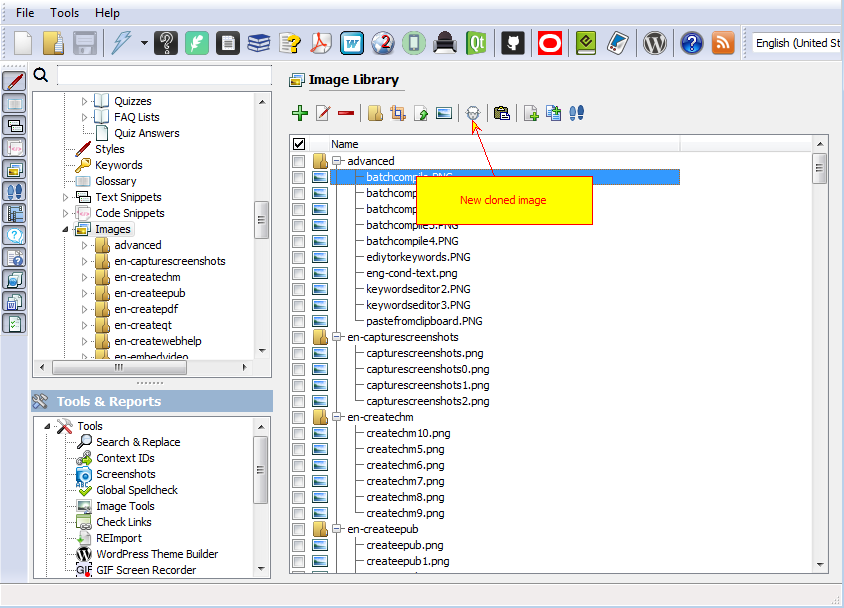 File Tools Help
English (United St
Quizzes
FAQ Lists
Quiz Answers
Styles
Keywords
Glossary
Text Snippets
Code Snippets
Images
advanced
en-capturescreenshots
en-createchm
en-createepub
en-createpdf
en-createqt
en-createwebhelp
en-embedvideo
Tools & Reports
Tools
Search & Replace
Context IDs
Screenshots
Global Spellcheck
Image Tools
Check Links
REImport
WordPress Theme Builder
GIF Screen Recorder
Image Library
Name
advanced
batchcompile.PNG
New cloned image
batchcomp
batchcomp
batchcompile3.PNG
batchcompile4.PNG
ediytorkeywords.PNG
eng-cond-text.png
keywordseditor2.PNG
keywordseditor3.PNG
pastefromclipboard.PNG
en-capturescreenshots
capturescreenshots.png
capturescreenshots0.png
capturescreenshots1.png
capturescreenshots2.png
en-createchm
createchm10.png
createchm5.png
createchm6.png
createchm7.png
createchm8.png
createchm9.png
en-createepub
createepub.png
createepub1.png